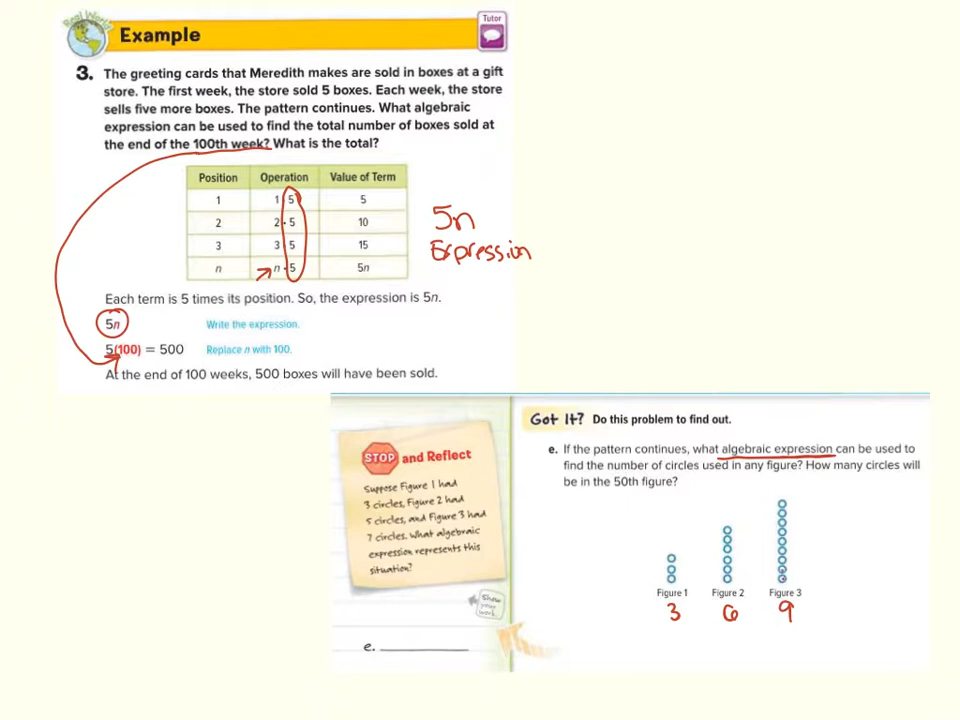 Real World
Example
Tutor
3. The greeting cards that Meredith makes are sold in boxes at a gift
store. The first week, the store sold 5 boxes. Each week, the store
sells five more boxes. The pattern continues. What algebraic
expression can be used to find the total number of boxes sold at
the end of the 100th week? What is the total?
Position Operation Value of Term
1 1 · 5 5
2 2 · 5 10
3 3 · 5 15
n n · 5 5n
5n
Expression
Each term is 5 times its position. So, the expression is 5n.
5n Write the expression.
5(100) = 500 Replace n with 100.
At the end of 100 weeks, 500 boxes will have been sold.
STOP and Reflect
Suppose Figure 1 had
3 circles, Figure 2 had
5 circles, and Figure 3 had
7 circles. What algebraic
expression represents this
situation?
Show your work
e.
Got It? Do this problem to find out.
e. If the pattern continues, what algebraic expression can be used to
find the number of circles used in any figure? How many circles will
be in the 50th figure?
Figure 1 Figure 2 Figure 3
3 6 9